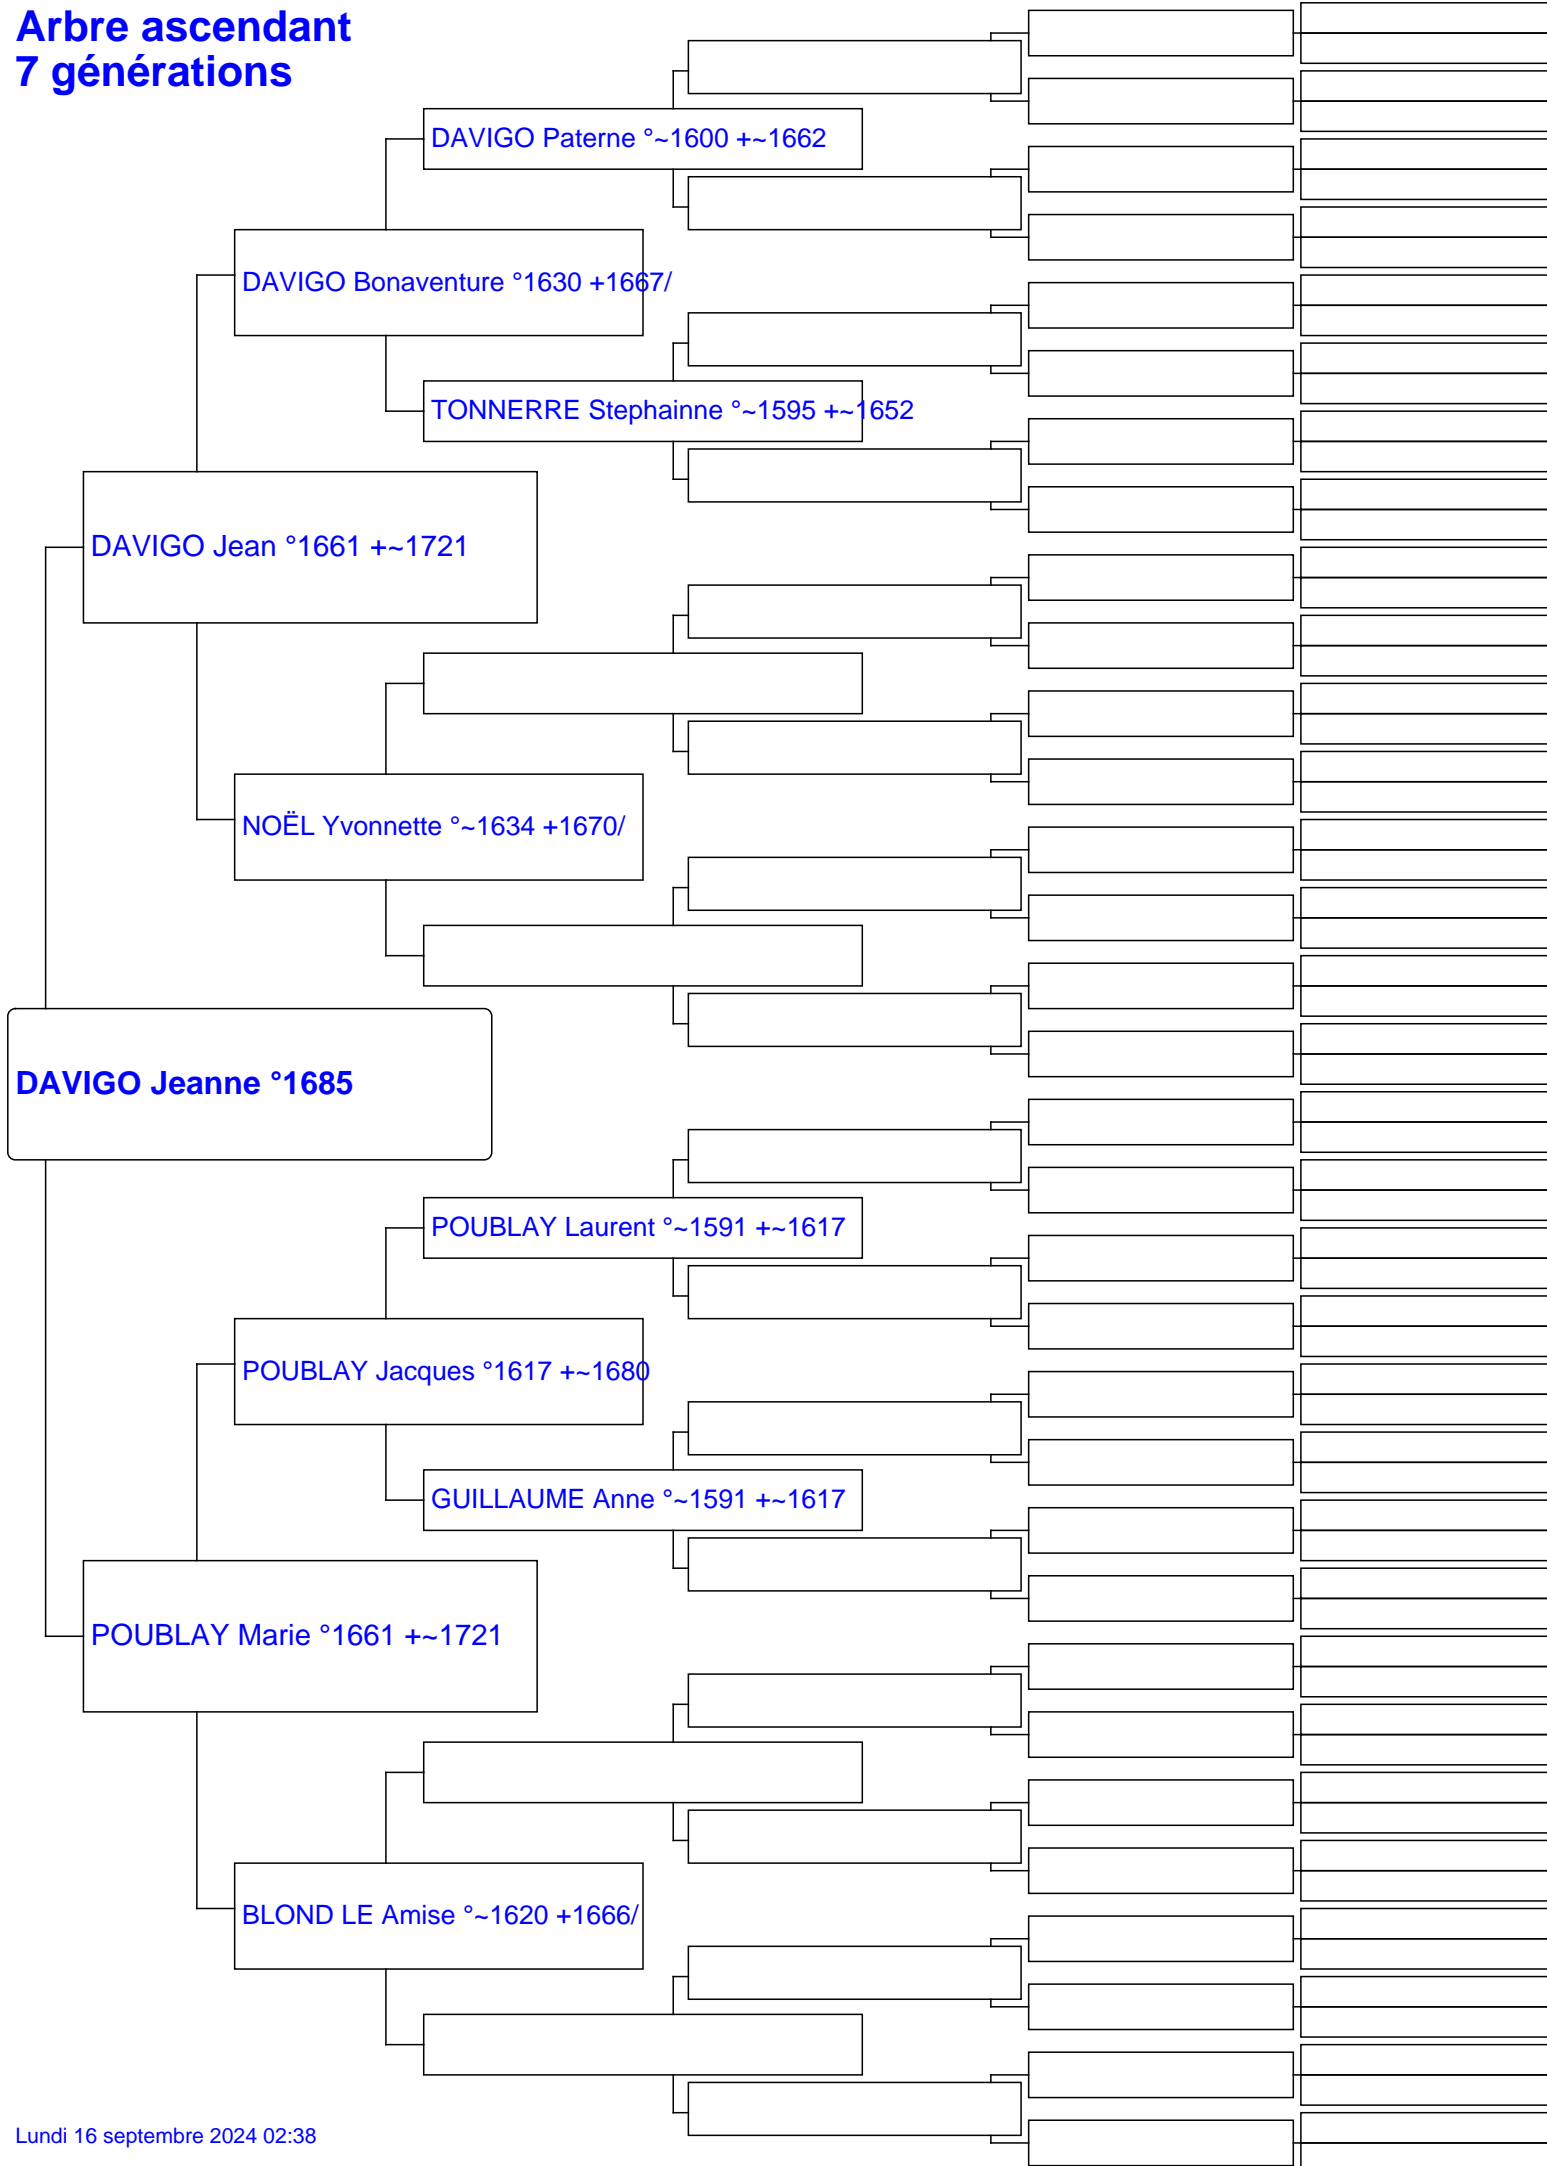 Arbre ascendant
7 générations
DAVIGO Paterne °~1600 +~1662
DAVIGO Bonaventure °1630 +1667/
TONNERRE Stephainne °~1595 +~1652
DAVIGO Jean °1661 +~1721
NOËL Yvonnette °~1634 +1670/
DAVIGO Jeanne °1685
POUBLAY Laurent °~1591 +~1617
POUBLAY Jacques °1617 +~1680
GUILLAUME Anne °~1591 +~1617
POUBLAY Marie °1661 +~1721
BLOND LE Amise °~1620 +1666/
Lundi 16 septembre 2024 02:38